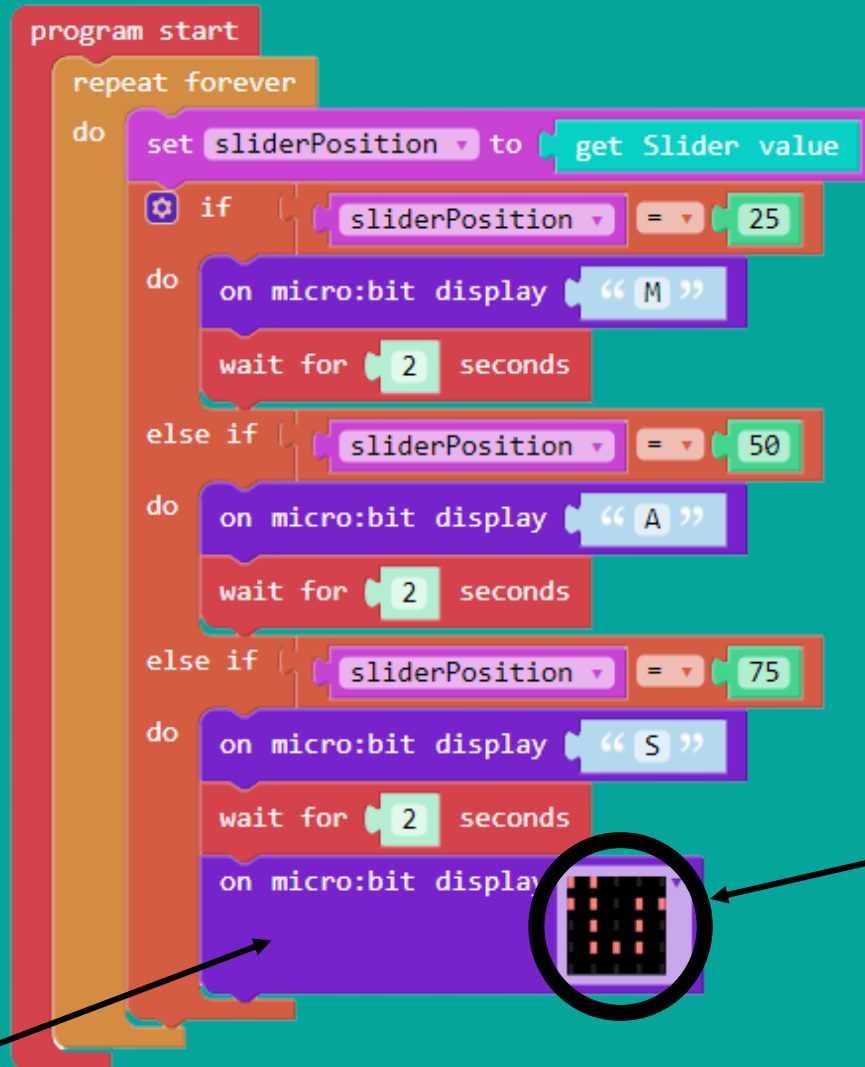 program start
repeat forever
do set sliderPosition to get Slider value
if sliderPosition = 25
do on micro:bit display “ M ”
wait for 2 seconds
else if sliderPosition = 50
do on micro:bit display “ A ”
wait for 2 seconds
else if sliderPosition = 75
do on micro:bit display “ S ”
wait for 2 seconds
on micro:bit display